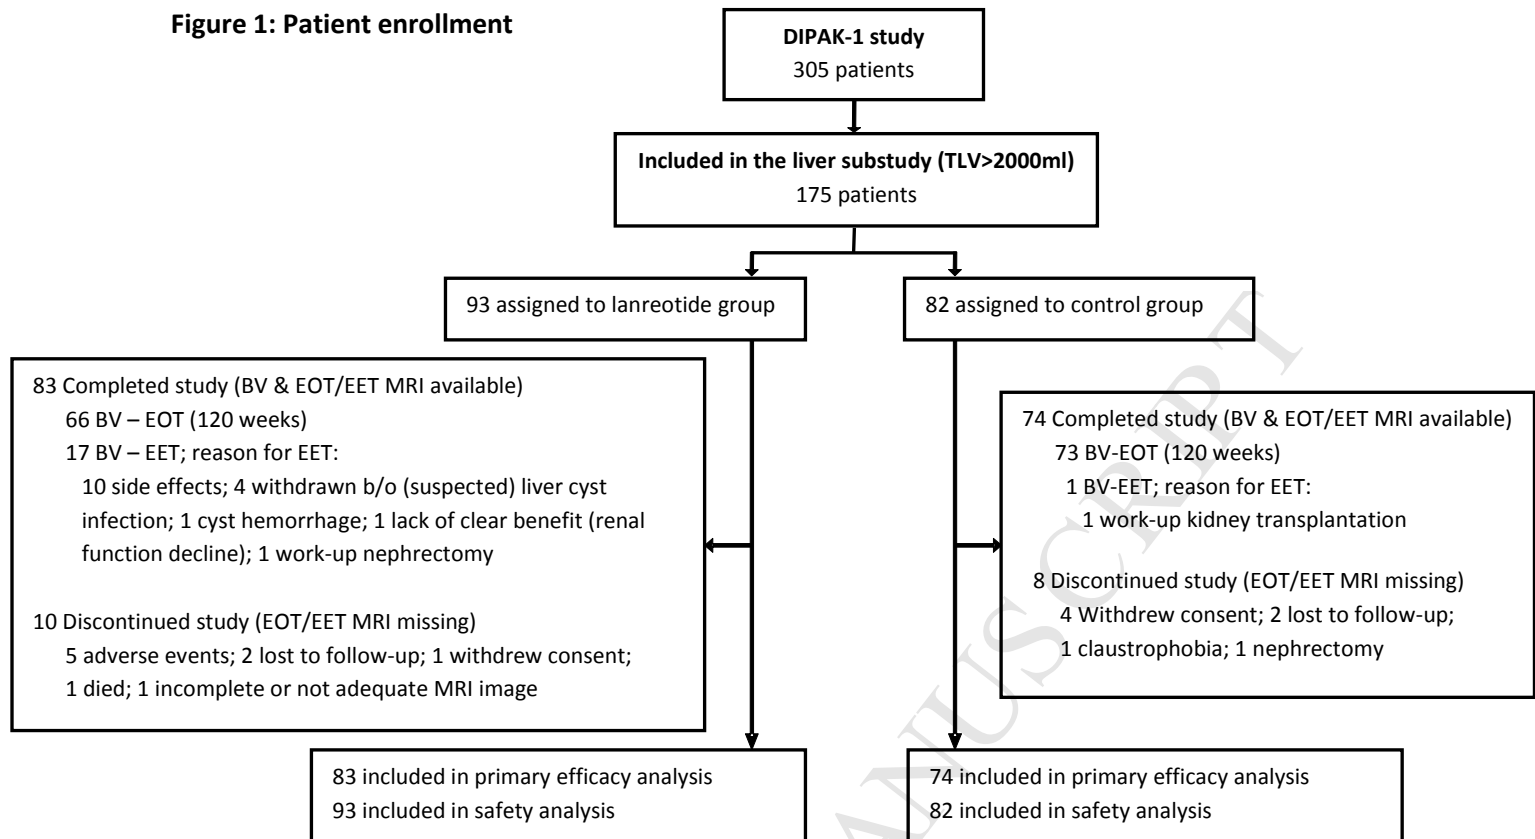 Figure 1: Patient enrollment
DIPAK-1 study
305 patients
Included in the liver substudy (TLV>2000ml)
175 patients
93 assigned to lanreotide group
82 assigned to control group
83 Completed study (BV & EOT/EET MRI available)
66 BV – EOT (120 weeks)
17 BV – EET; reason for EET:
10 side effects; 4 withdrawn b/o (suspected) liver cyst
infection; 1 cyst hemorrhage; 1 lack of clear benefit (renal
function decline); 1 work-up nephrectomy
10 Discontinued study (EOT/EET MRI missing)
5 adverse events; 2 lost to follow-up; 1 withdrew consent;
1 died; 1 incomplete or not adequate MRI image
74 Completed study (BV & EOT/EET MRI available)
73 BV-EOT (120 weeks)
1 BV-EET; reason for EET:
1 work-up kidney transplantation
8 Discontinued study (EOT/EET MRI missing)
4 Withdrew consent; 2 lost to follow-up;
1 claustrophobia; 1 nephrectomy
83 included in primary efficacy analysis
93 included in safety analysis
74 included in primary efficacy analysis
82 included in safety analysis
ANUSCRIPT